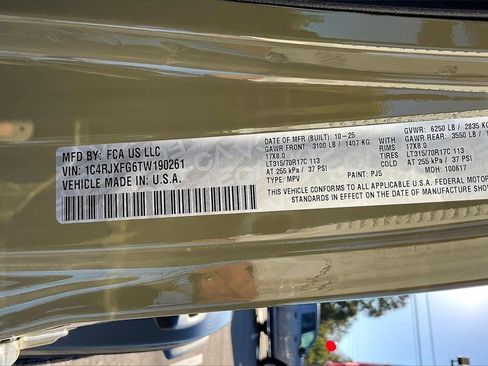 MFD. BY: FCA US LLC
VIN: 1C4RJXFG6TW190261
VEHICLE MADE IN: U.S.A.
DATE OF MFR (BUILT): 10-25
GVWR: 6250 LB / 2835 KG
GAWR FRONT: 3100 LB / 1407 KG
WITH
GAWR REAR: 3550 LB
17X8.0
RIMS
17X8.0
LT315/70R17C 113
TIRES
LT315/70R17C 113
AT 255 kPa / 37 PSI
AT 255 kPa / 37 PSI
TYPE: MPV
PAINT: PJ5
MDH: 100617
THIS VEHICLE CONFORMS TO ALL APPLICABLE U.S.A. FEDERAL MOTOR
STANDARDS IN EFFECT ON THE DATE OF MANUFACTURE SHOWN